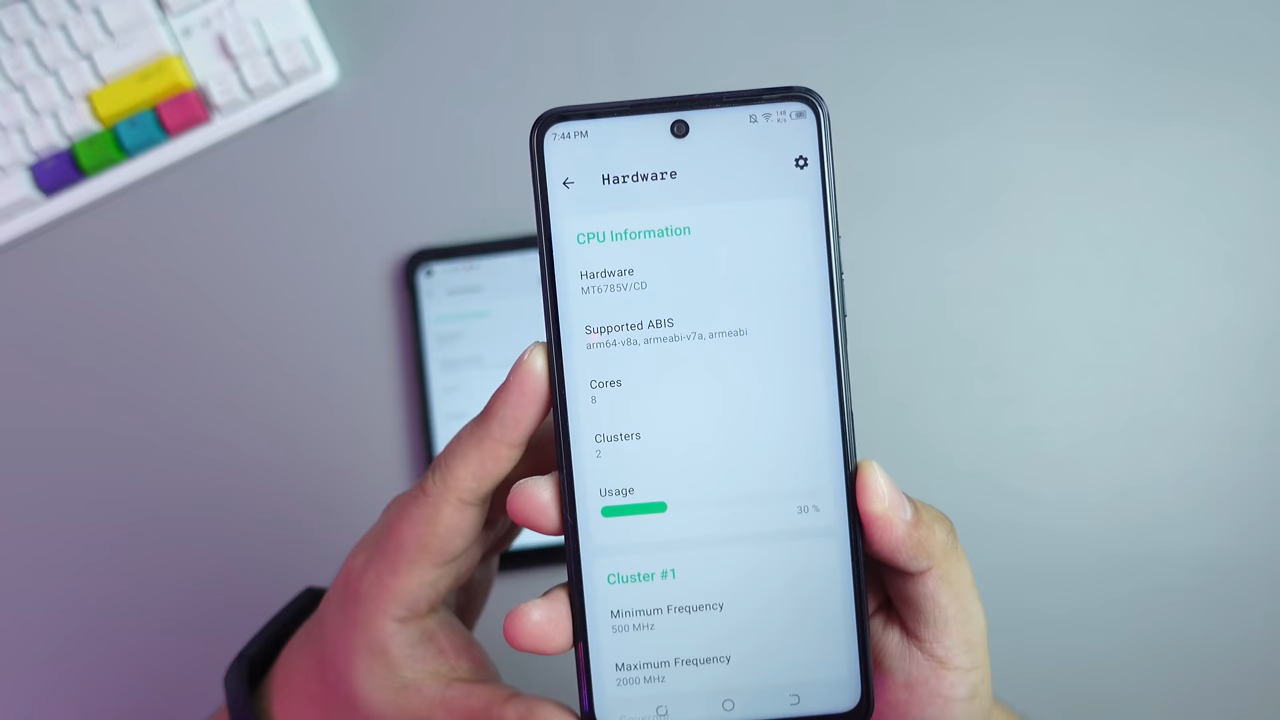 7:44 PM
148
K/s
Hardware
CPU Information
Hardware
MT6785V/CD
Supported ABIS
arm64-v8a, armeabi-v7a, armeabi
Cores
8
Clusters
2
Usage
30 %
Cluster #1
Minimum Frequency
500 MHz
Maximum Frequency
2000 MHz